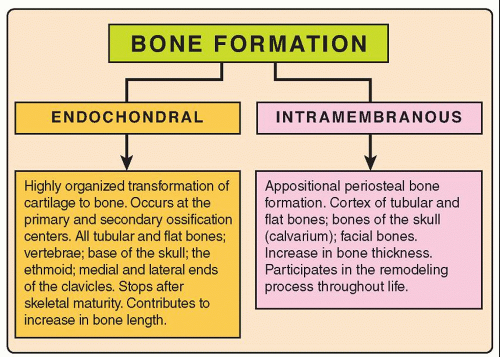 BONE FORMATION
ENDOCHONDRAL
Highly organized transformation of
cartilage to bone. Occurs at the
primary and secondary ossification
centers. All tubular and flat bones;
vertebrae; base of the skull; the
ethmoid; medial and lateral ends
of the clavicles. Stops after
skeletal maturity. Contributes to
increase in bone length.
INTRAMEMBRANOUS
Appositional periosteal bone
formation. Cortex of tubular and
flat bones; bones of the skull
(calvarium); facial bones.
Increase in bone thickness.
Participates in the remodeling
process throughout life.